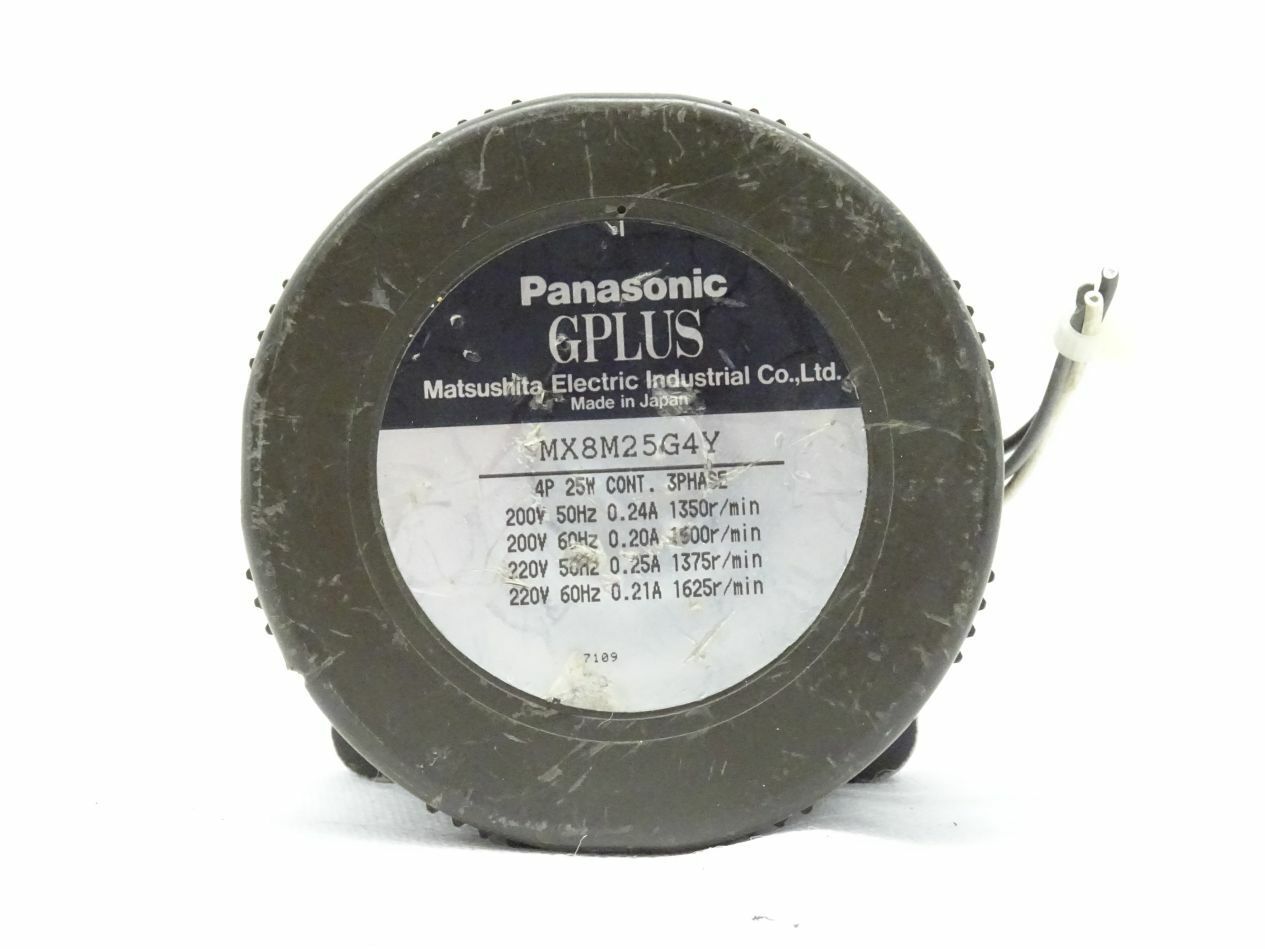 Panasonic
GPLUS
Matsushita Electric Industrial Co.,Ltd.
Made in Japan
MX8M25G4Y
4P 25W CONT. 3PHASE
200V 50Hz 0.24A 1350r/min
200V 60Hz 0.20A 1600r/min
220V 50Hz 0.25A 1375r/min
220V 60Hz 0.21A 1625r/min
7109